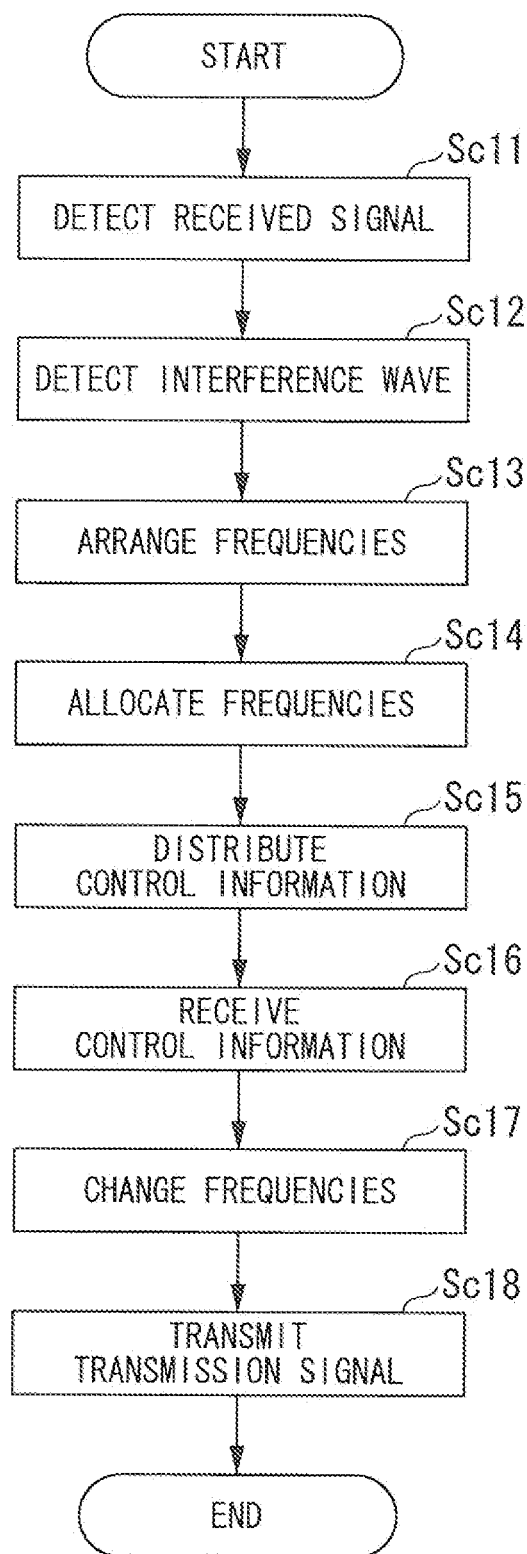 START
Sc11
DETECT RECEIVED SIGNAL
Sc12
DETECT INTERFERENCE WAVE
Sc13
ARRANGE FREQUENCIES
Sc14
ALLOCATE FREQUENCIES
Sc15
DISTRIBUTE
CONTROL INFORMATION
Sc16
RECEIVE
CONTROL INFORMATION
Sc17
CHANGE FREQUENCIES
Sc18
TRANSMIT
TRANSMISSION SIGNAL
END